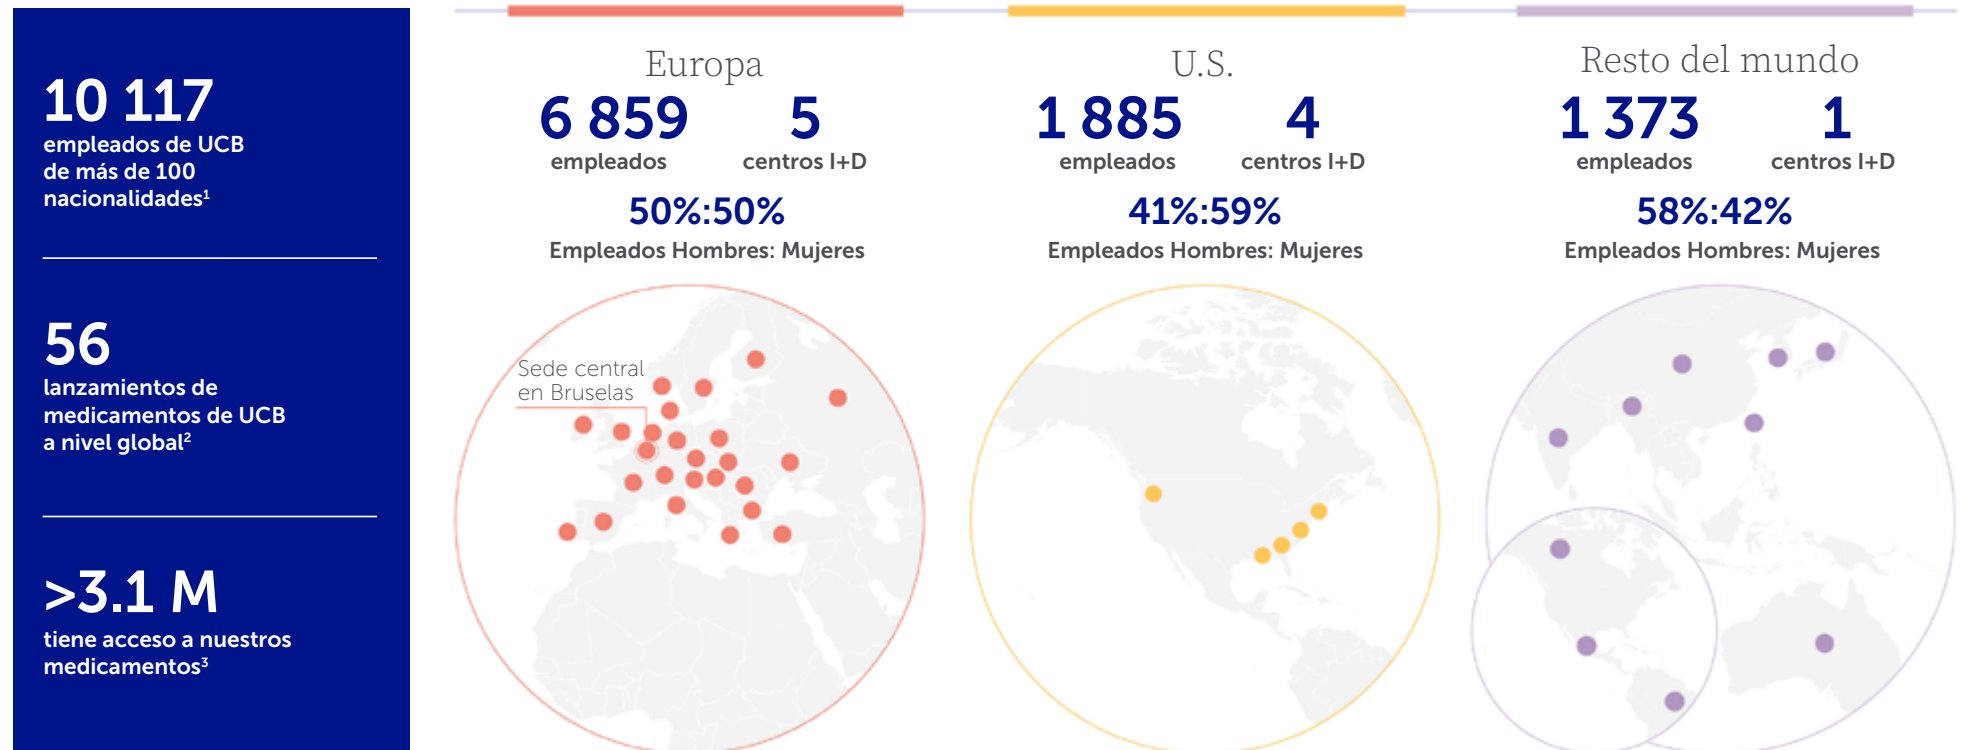 10 117
empleados de UCB
de más de 100
nacionalidades¹
56
lanzamientos de
medicamentos de UCB
a nivel global²
>3.1 M
tiene acceso a nuestros
medicamentos³
Europa
6 859 5
empleados centros I+D
50%:50%
Empleados Hombres: Mujeres
Sede central
en Bruselas
U.S.
1 885 4
empleados centros I+D
41%:59%
Empleados Hombres: Mujeres
Resto del mundo
1 373 1
empleados centros I+D
58%:42%
Empleados Hombres: Mujeres